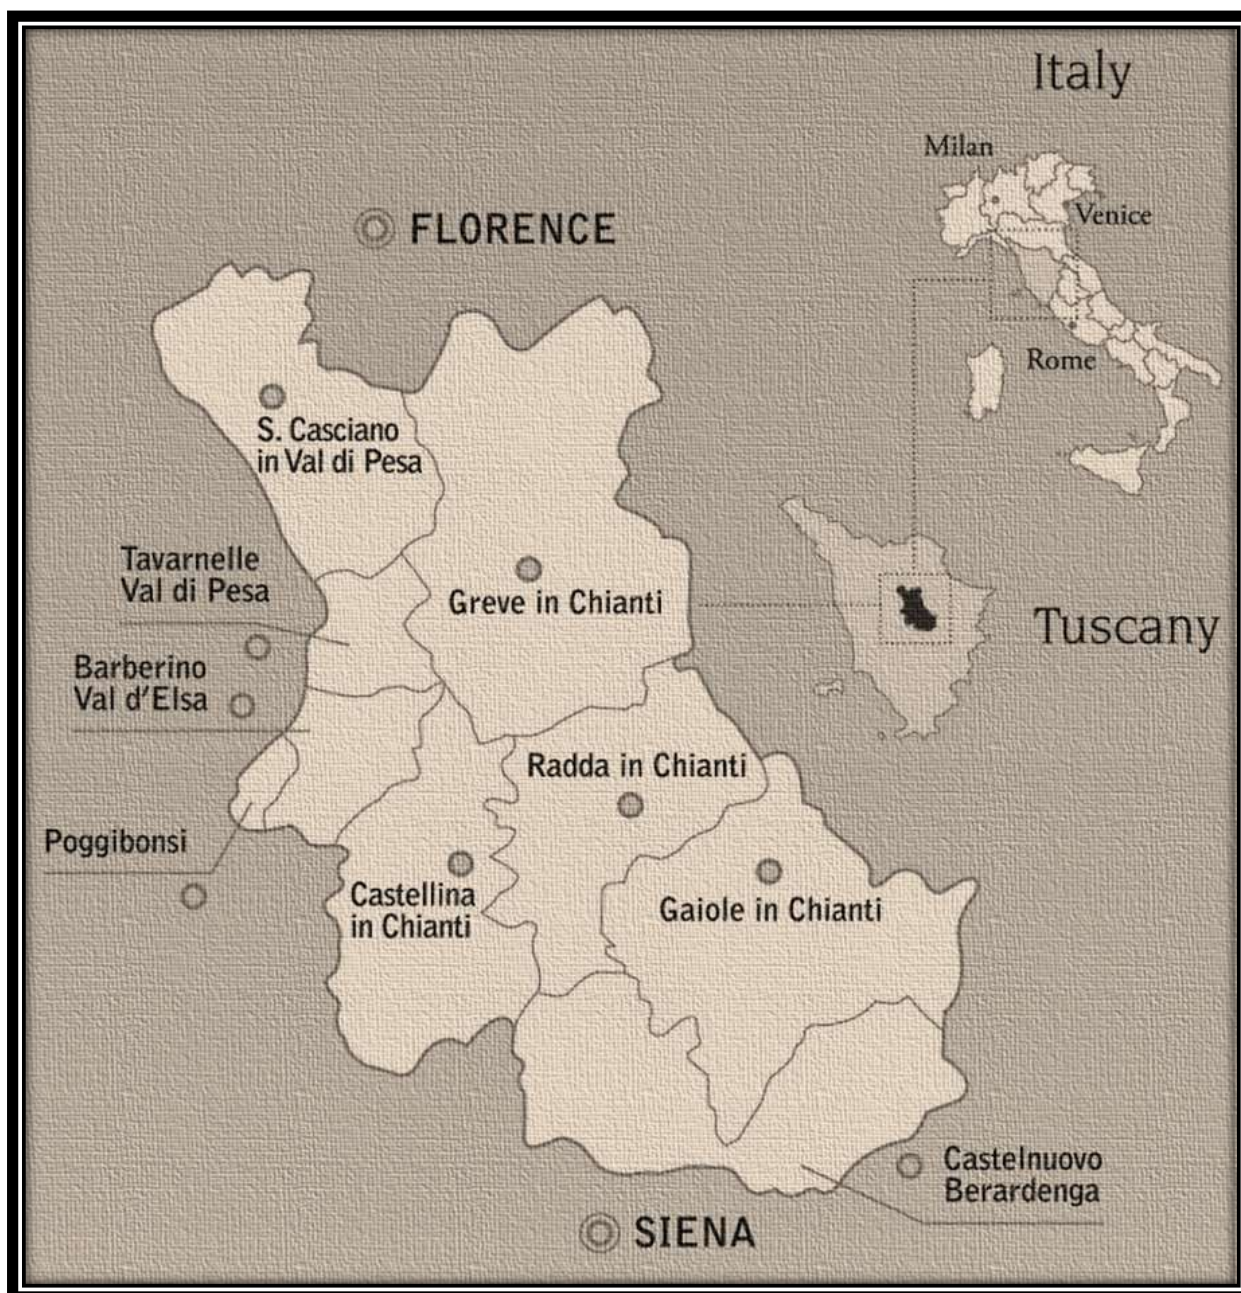 Italy
Milan
Venice
FLORENCE
Rome
S. Casciano
in Val di Pesa
Tavarnelle
Val di Pesa
Greve in Chianti
Tuscany
Barberino
Val d'Elsa
Radda in Chianti
Poggibonsi
Castellina
in Chianti
Gaiole in Chianti
Castelnuovo
Berardenga
SIENA